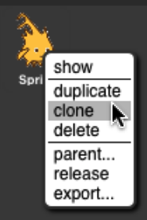 Spri
show
duplicate
clone
delete
parent...
release
export...